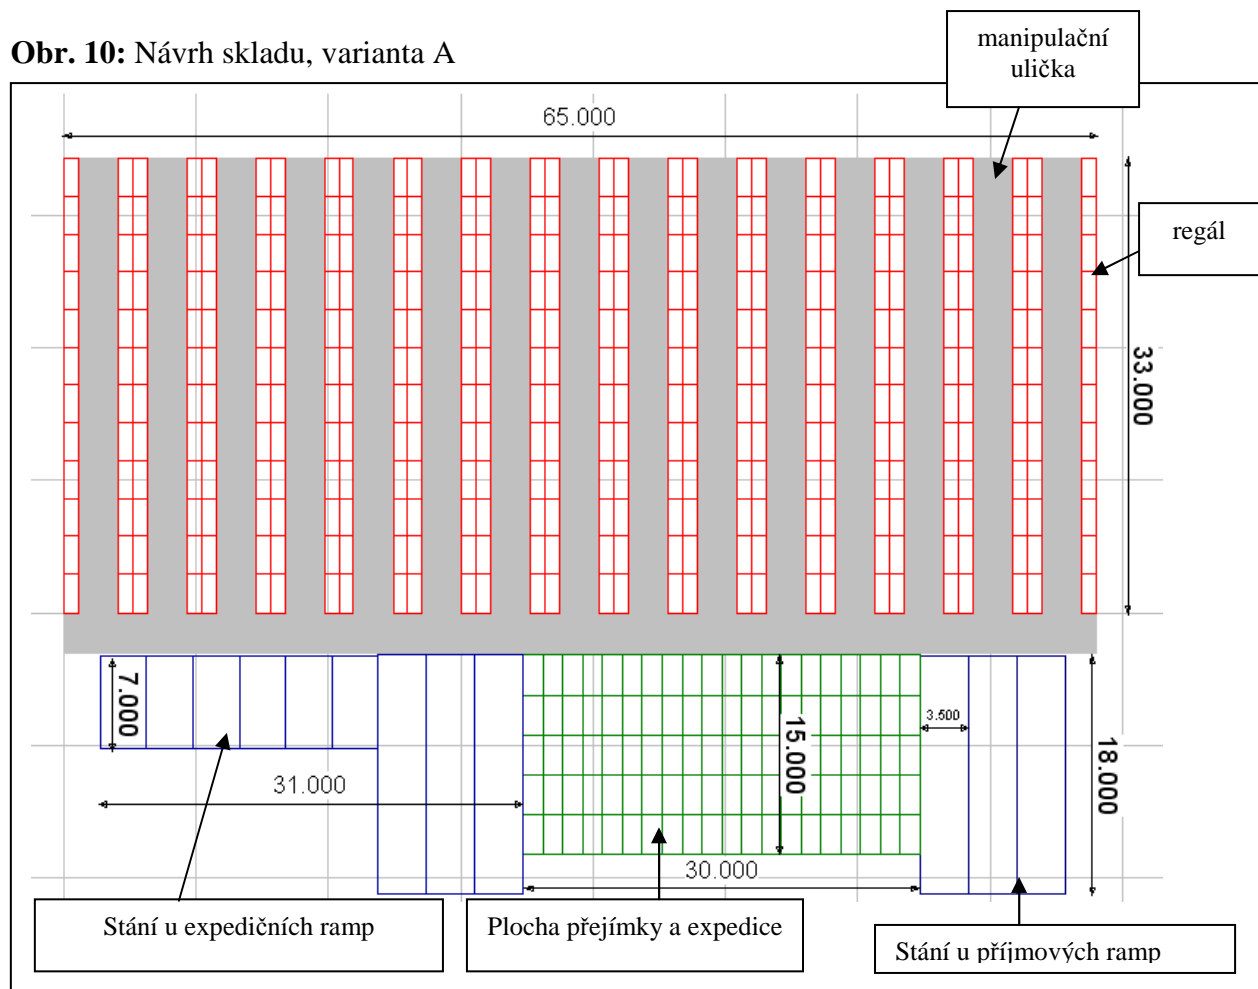 Obr. 10: Návrh skladu, varianta A
manipulační
ulička
65.000
regál
33.000
7.000
31.000
15.000
3.500
18.000
30.000
Stání u expedičních ramp
Plocha přejímky a expedice
Stání u příjmových ramp